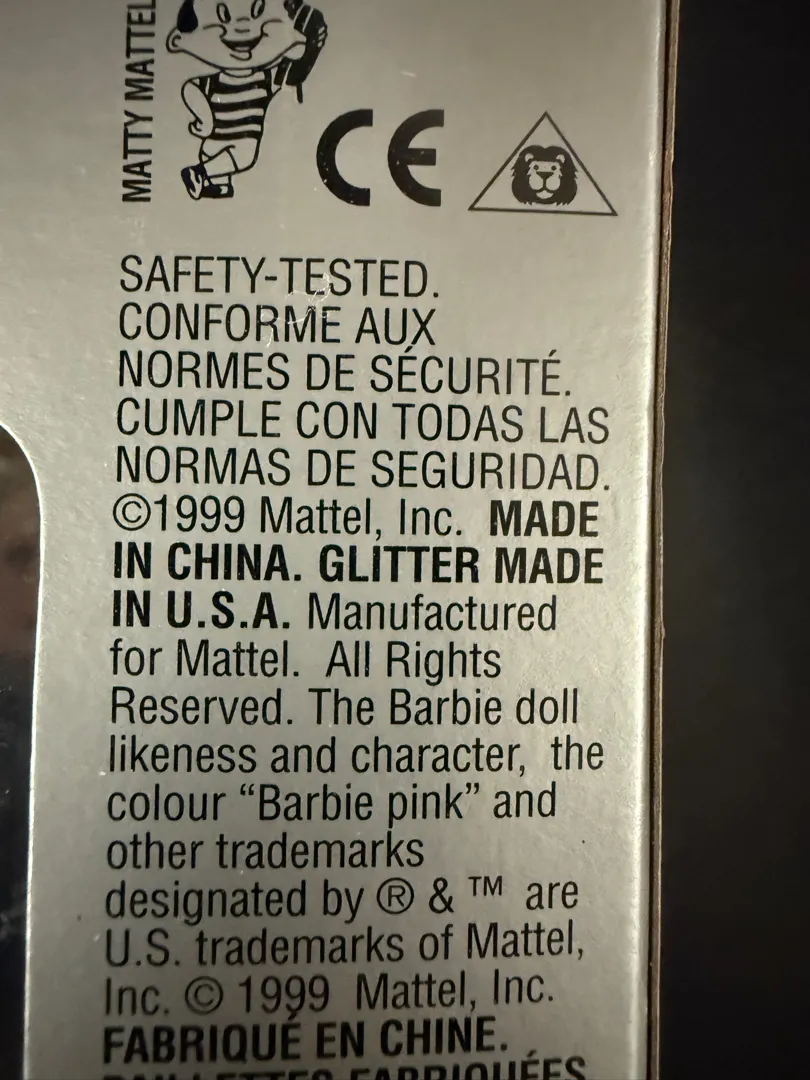 MATTY MATTEL
CE
SAFETY-TESTED.
CONFORME AUX
NORMES DE SÉCURITÉ.
CUMPLE CON TODAS LAS
NORMAS DE SEGURIDAD.
©1999 Mattel, Inc. MADE
IN CHINA. GLITTER MADE
IN U.S.A. Manufactured
for Mattel. All Rights
Reserved. The Barbie doll
likeness and character, the
colour “Barbie pink” and
other trademarks
designated by ® & ™ are
U.S. trademarks of Mattel,
Inc. © 1999 Mattel, Inc.
FABRIQUÉ EN CHINE.
PAILLETTES FABRIQUÉES